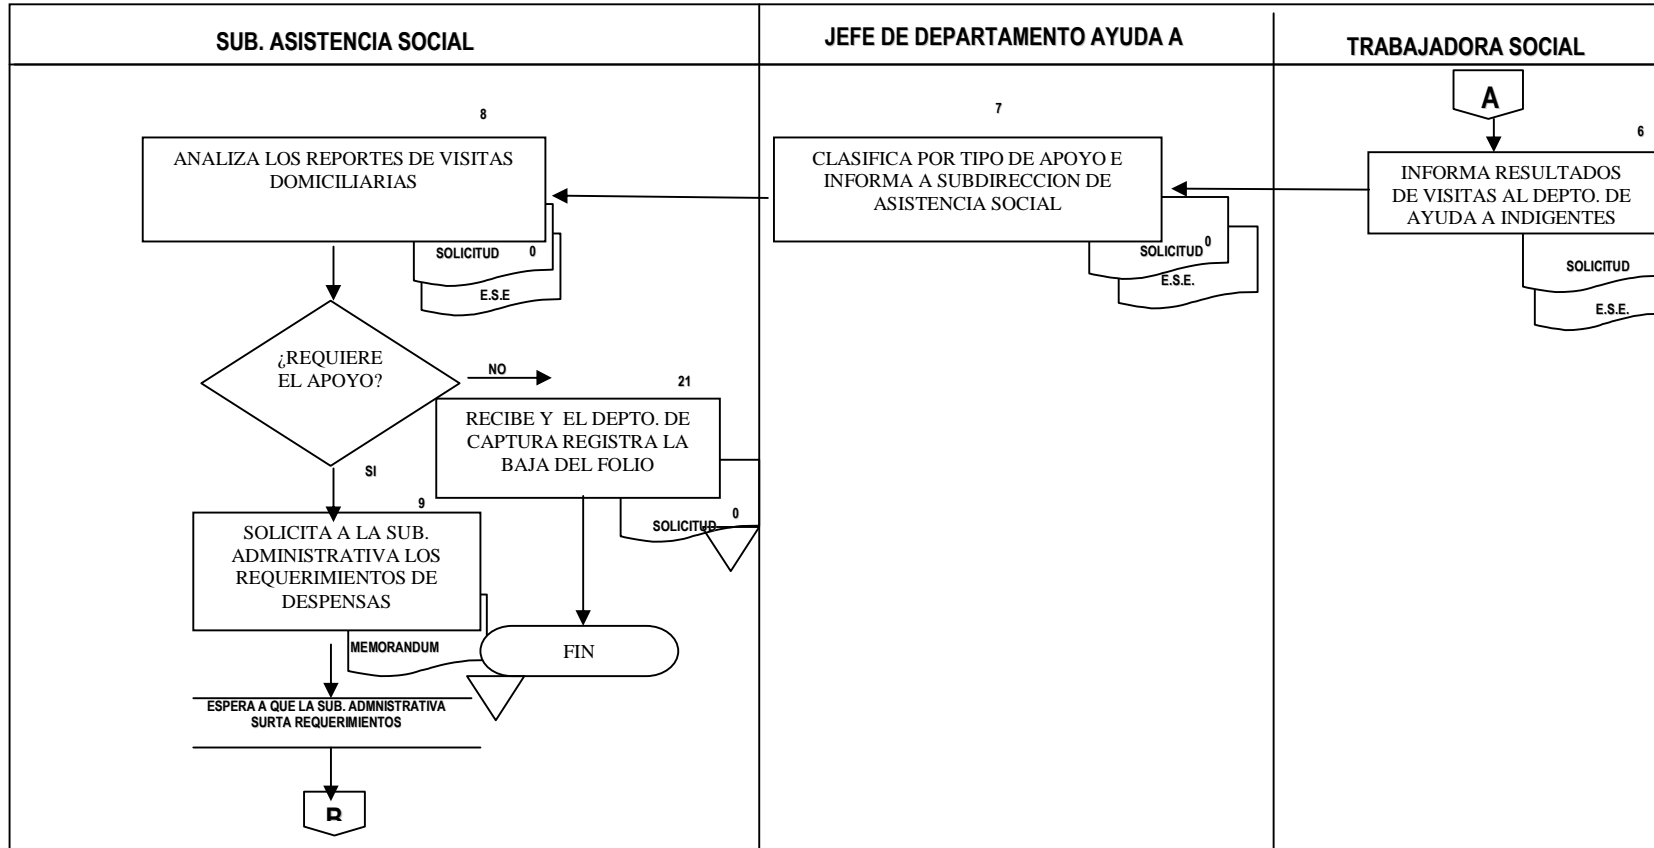 SUB. ASISTENCIA SOCIAL
JEFE DE DEPARTAMENTO AYUDA A
TRABAJADORA SOCIAL
A
6
INFORMA RESULTADOS
DE VISITAS AL DEPTO. DE
AYUDA A INDIGENTES
SOLICITUD
E.S.E.
7
CLASIFICA POR TIPO DE APOYO E
INFORMA A SUBDIRECCION DE
ASISTENCIA SOCIAL
SOLICITUD 0
E.S.E.
8
ANALIZA LOS REPORTES DE VISITAS
DOMICILIARIAS
SOLICITUD 0
E.S.E
¿REQUIERE
EL APOYO?
NO
21
RECIBE Y EL DEPTO. DE
CAPTURA REGISTRA LA
BAJA DEL FOLIO
SOLICITUD 0
FIN
SI
9
SOLICITA A LA SUB.
ADMINISTRATIVA LOS
REQUERIMIENTOS DE
DESPENSAS
MEMORANDUM
ESPERA A QUE LA SUB. ADMNISTRATIVA
SURTA REQUERIMIENTOS